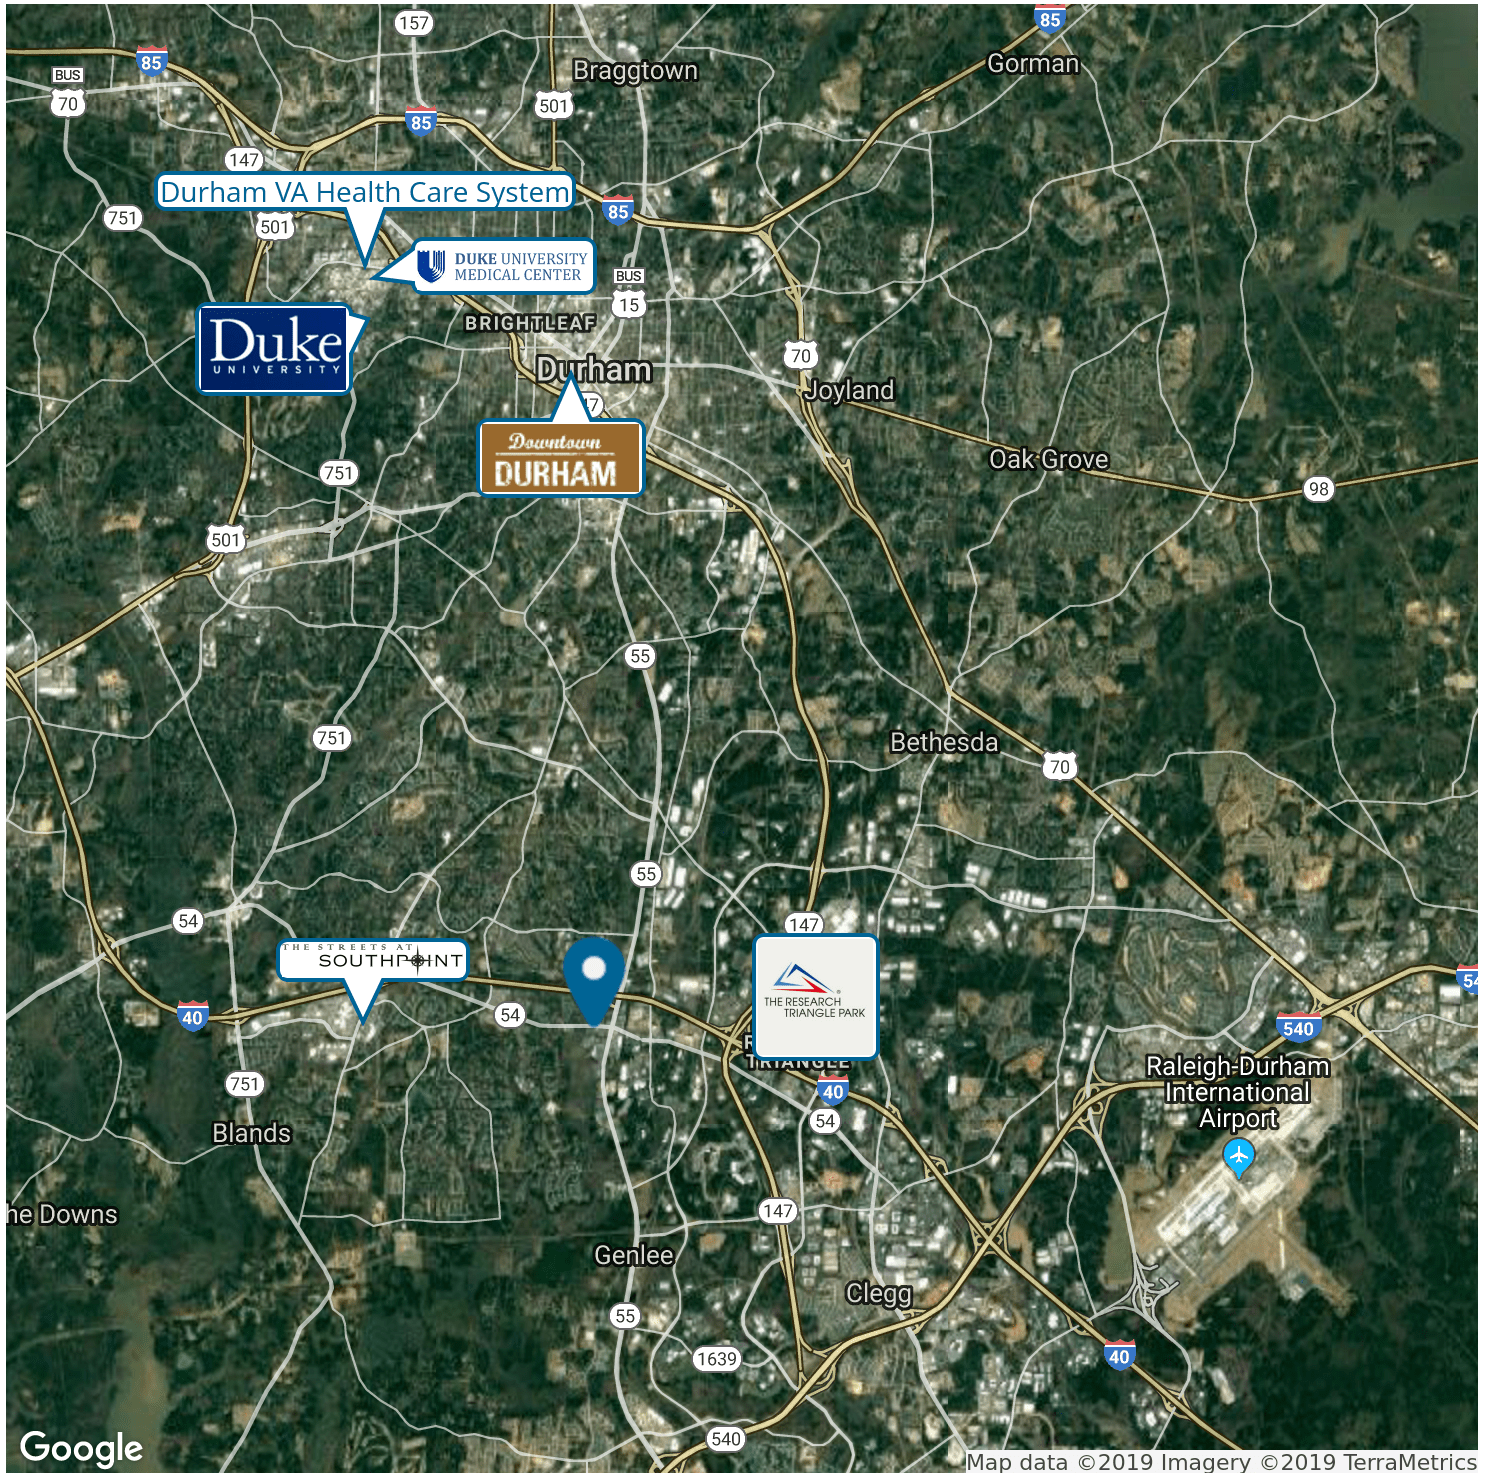 157
85
Gorman
85
Braggtown
BUS
70
501
85
147
Durham VA Health Care System
751
501
85
DUKE UNIVERSITY
MEDICAL CENTER
BUS
15
Duke
UNIVERSITY
BRIGHTLEAF
Durham
70
Joyland
Downtown
DURHAM
751
Oak Grove
98
501
55
751
Bethesda
70
55
54
147
THE STREETS AT
SOUTHPOINT
THE RESEARCH
TRIANGLE PARK
54
40
54
540
TRIANGLE
Raleigh-Durham
International
Airport
751
40
54
Blands
he Downs
147
Genlee
Clegg
55
40
1639
540
Google
Map data ©2019 Imagery ©2019 TerraMetrics